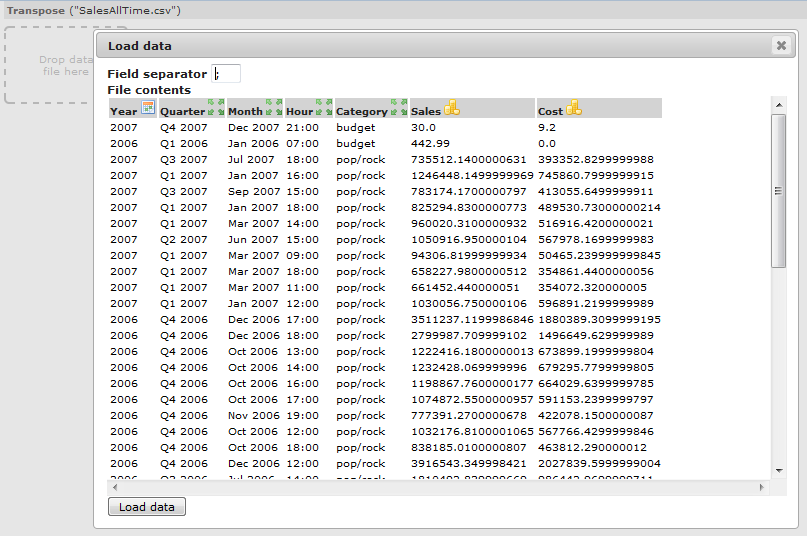 Transpose ("SalesAllTime.csv")
Drop data
file here
Load data
Field separator ;
File contents
Year Quarter Month Hour Category Sales Cost
2007 Q4 2007 Dec 2007 21:00 budget 30.0 9.2
2006 Q1 2006 Jan 2006 07:00 budget 442.99 0.0
2007 Q3 2007 Jul 2007 18:00 pop/rock 735512.1400000631 393352.8299999988
2007 Q1 2007 Jan 2007 16:00 pop/rock 1246448.1499999969 745860.7999999915
2007 Q3 2007 Sep 2007 15:00 pop/rock 783174.1700000797 413055.6499999911
2007 Q1 2007 Jan 2007 18:00 pop/rock 825294.8300000773 489530.73000000214
2007 Q1 2007 Mar 2007 14:00 pop/rock 960020.3100000932 516916.4200000021
2007 Q2 2007 Jun 2007 15:00 pop/rock 1050916.950000104 567978.1699999983
2007 Q1 2007 Mar 2007 09:00 pop/rock 94306.81999999934 50465.239999999845
2007 Q1 2007 Mar 2007 18:00 pop/rock 658227.9800000512 354861.4400000056
2007 Q1 2007 Mar 2007 11:00 pop/rock 661452.440000051 354072.320000005
2007 Q1 2007 Jan 2007 12:00 pop/rock 1030056.750000106 596891.2199999989
2006 Q4 2006 Dec 2006 17:00 pop/rock 3511237.1199986846 1880389.3099999195
2006 Q4 2006 Dec 2006 18:00 pop/rock 2799987.709999102 1496649.629999989
2006 Q4 2006 Oct 2006 13:00 pop/rock 1222416.1800000013 673899.1999999804
2006 Q4 2006 Oct 2006 14:00 pop/rock 1232428.069999996 679295.7799999805
2006 Q4 2006 Oct 2006 16:00 pop/rock 1198867.7600000177 664029.6399999785
2006 Q4 2006 Oct 2006 17:00 pop/rock 1074872.5500000957 591153.2399999797
2006 Q4 2006 Nov 2006 19:00 pop/rock 777391.2700000678 422078.1500000087
2006 Q4 2006 Oct 2006 12:00 pop/rock 1032176.8100001065 567766.4299999846
2006 Q4 2006 Oct 2006 18:00 pop/rock 838185.0100000807 463812.290000012
2006 Q4 2006 Dec 2006 12:00 pop/rock 3916543.349998421 2027839.5999999004
Load data